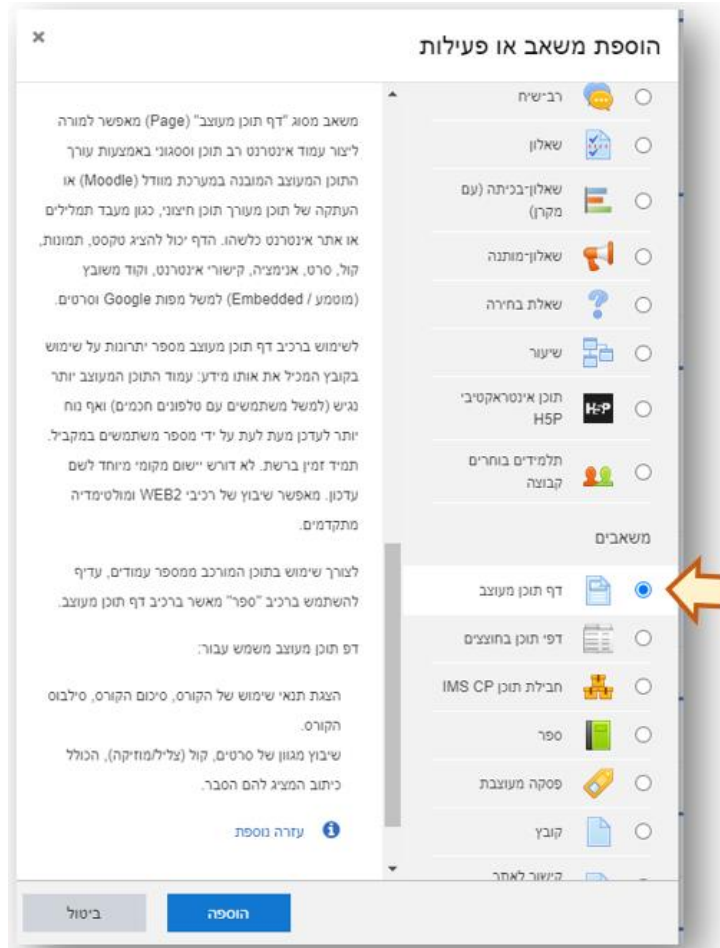 הוספת משאב או פעילות
×
רב־שיח
שאלון
שאלון־בכיתה (עם
מקרן)
שאלון־מותנה
שאלת בחירה
שיעור
תוכן אינטראקטיבי
H5P
H5P
תלמידים בוחרים
קבוצה
משאבים
דף תוכן מעוצב
דפי תוכן בחוצצים
חבילת תוכן IMS CP
ספר
פסקה מעוצבת
קובץ
קישור לאתר
משאב מסוג "דף תוכן מעוצב" (Page) מאפשר למורה
ליצור עמוד אינטרנט רב תוכן וססגוני באמצעות עורך
התוכן המעוצב המובנה במערכת מוודל (Moodle) או
העתקה של תוכן מעורך תוכן חיצוני, כגון מעבד תמלילים
או אתר אינטרנט כלשהו. הדף יכול להציג טקסט, תמונות,
קול, סרט, אנימציה, קישורי אינטרנט, וקוד משובץ
(מוטמע / Embedded) למשל מפות Google וסרטים.
לשימוש ברכיב דף תוכן מעוצב מספר יתרונות על שימוש
בקובץ המכיל את אותו מידע: עמוד התוכן המעוצב יותר
נגיש (למשל משתמשים עם טלפונים חכמים) ואף נוח
יותר לעדכן מעת לעת על ידי מספר משתמשים במקביל.
תמיד זמין ברשת. לא דורש יישום מקומי מיוחד לשם
עדכון. מאפשר שיבוץ של רכיבי WEB2 ומולטימדיה
מתקדמים.
לצורך שימוש בתוכן המורכב ממספר עמודים, עדיף
להשתמש ברכיב "ספר" מאשר ברכיב דף תוכן מעוצב.
דפ תוכן מעוצב משמש עבור:
הצגת תנאי שימוש של הקורס, סיכום הקורס, סילבוס
הקורס.
שיבוץ מגוון של סרטים, קול (צליל/מוזיקה), הכולל
כיתוב המציג להם הסבר.
עזרה נוספת
הוספה
ביטול